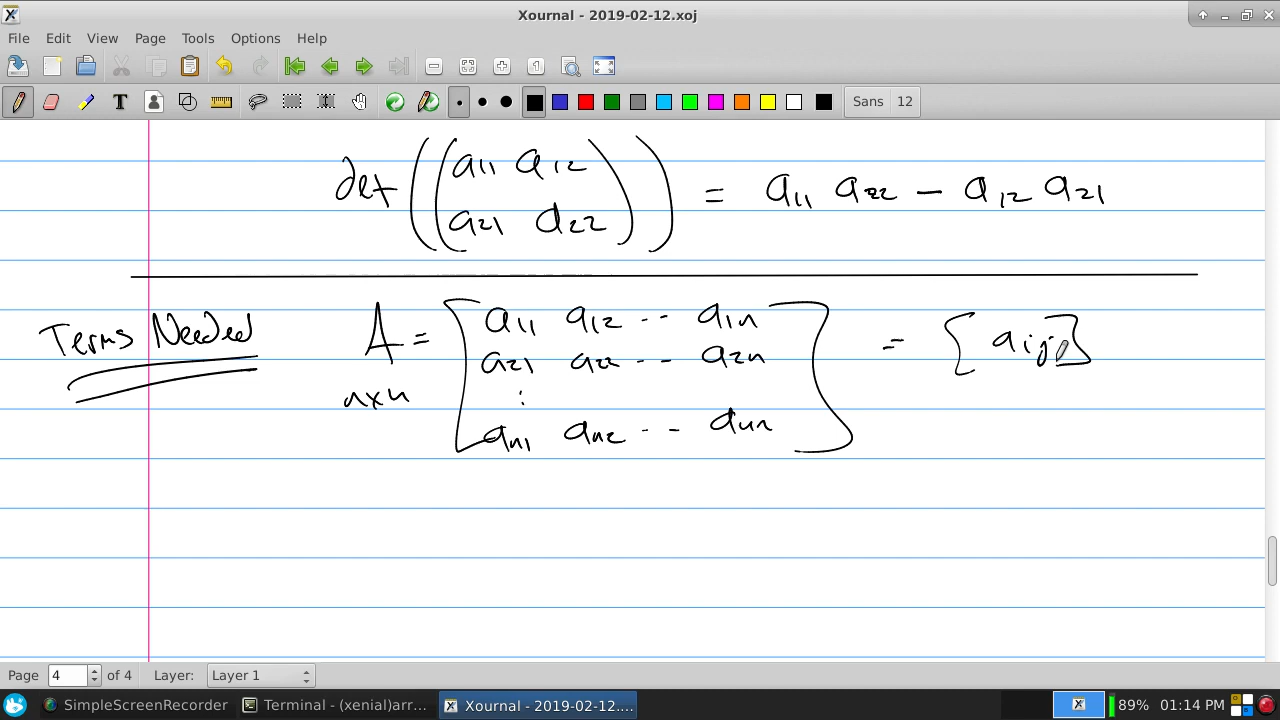 Xournal - 2019-02-12.xoj
File Edit View Page Tools Options Help
Sans 12
det((a11 a12
a21 a22)) = a11 a22 - a12 a21
Terms Needed
A = [a11 a12 -- a1n
a21 a22 -- a2n
:
an1 an2 -- ann] = [aij]
nxn
Page 4 of 4 Layer: Layer 1
SimpleScreenRecorder Terminal - (xenial)arr... Xournal - 2019-02-12.... 89% 01:14 PM